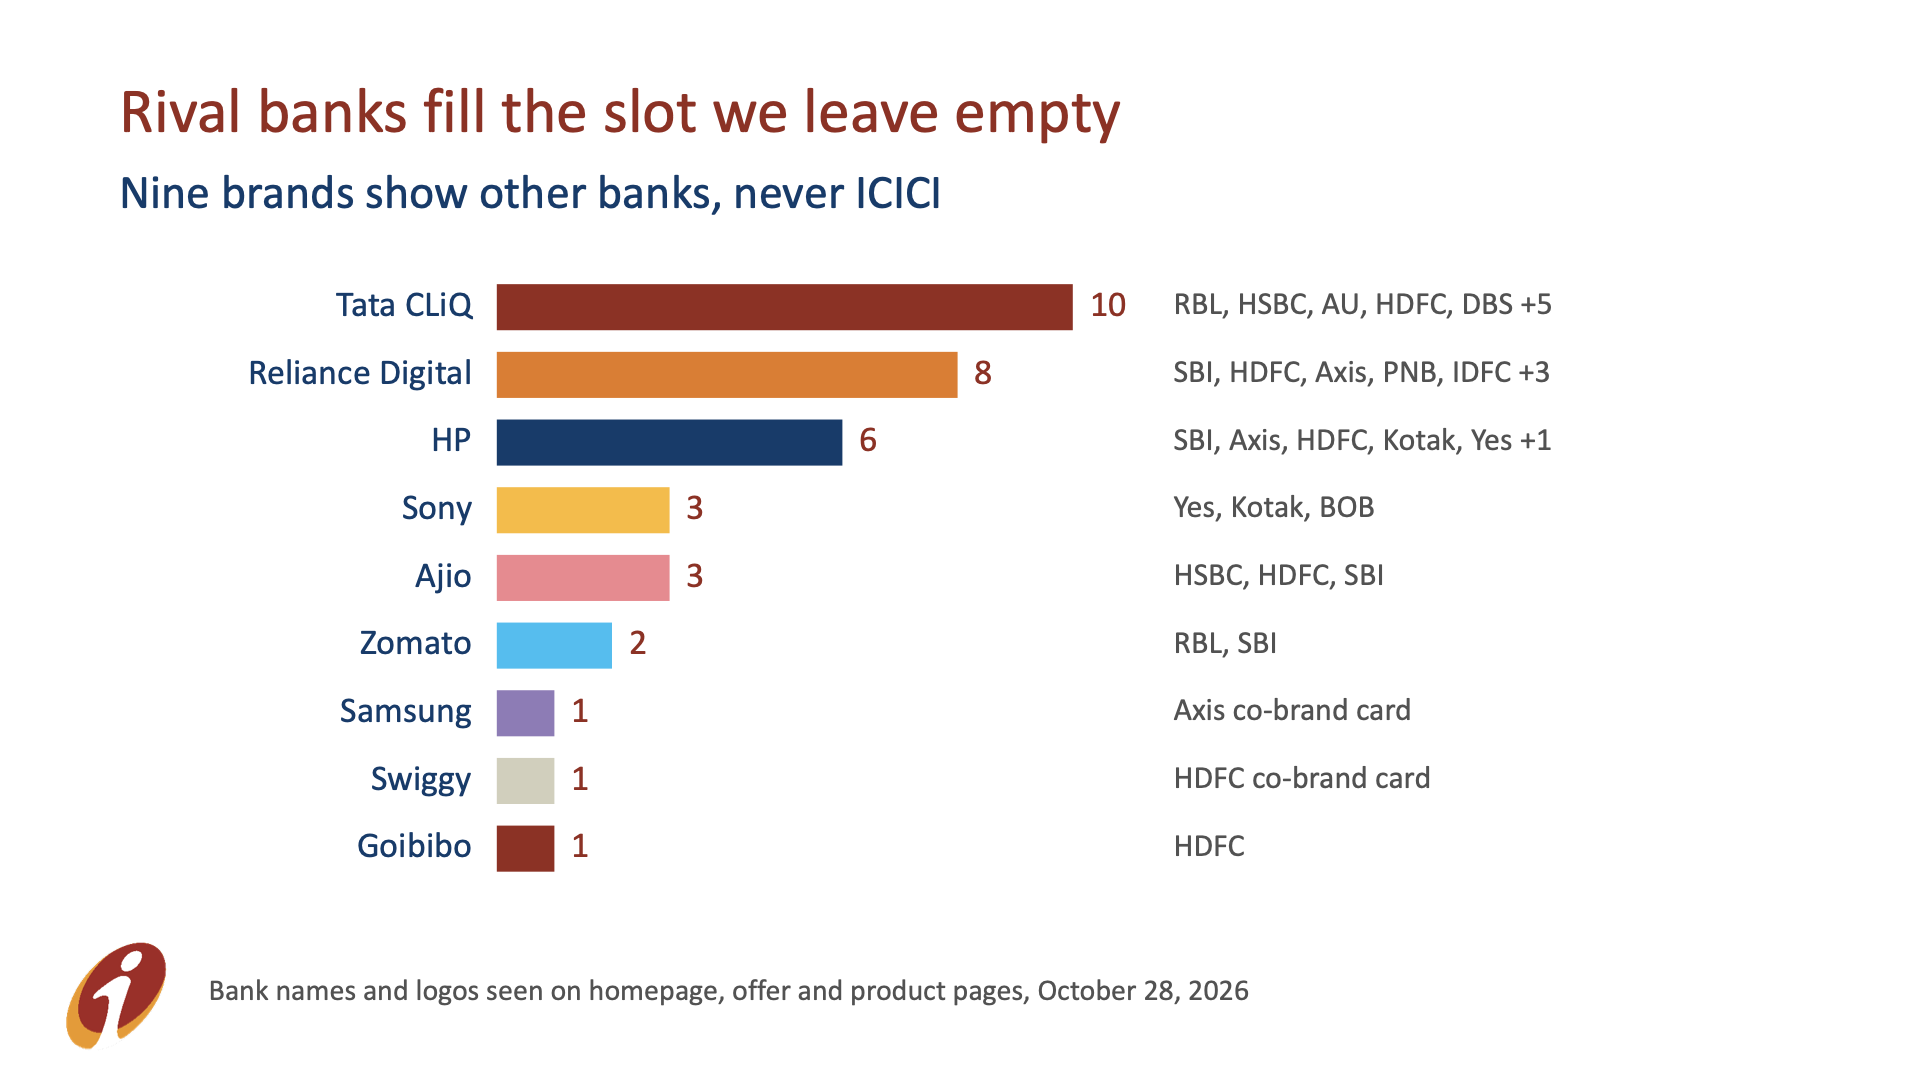 Rival banks fill the slot we leave empty
Nine brands show other banks, never ICICI
Tata CLiQ 10 RBL, HSBC, AU, HDFC, DBS +5
Reliance Digital 8 SBI, HDFC, Axis, PNB, IDFC +3
HP 6 SBI, Axis, HDFC, Kotak, Yes +1
Sony 3 Yes, Kotak, BOB
Ajio 3 HSBC, HDFC, SBI
Zomato 2 RBL, SBI
Samsung 1 Axis co-brand card
Swiggy 1 HDFC co-brand card
Goibibo 1 HDFC
i
Bank names and logos seen on homepage, offer and product pages, October 28, 2026